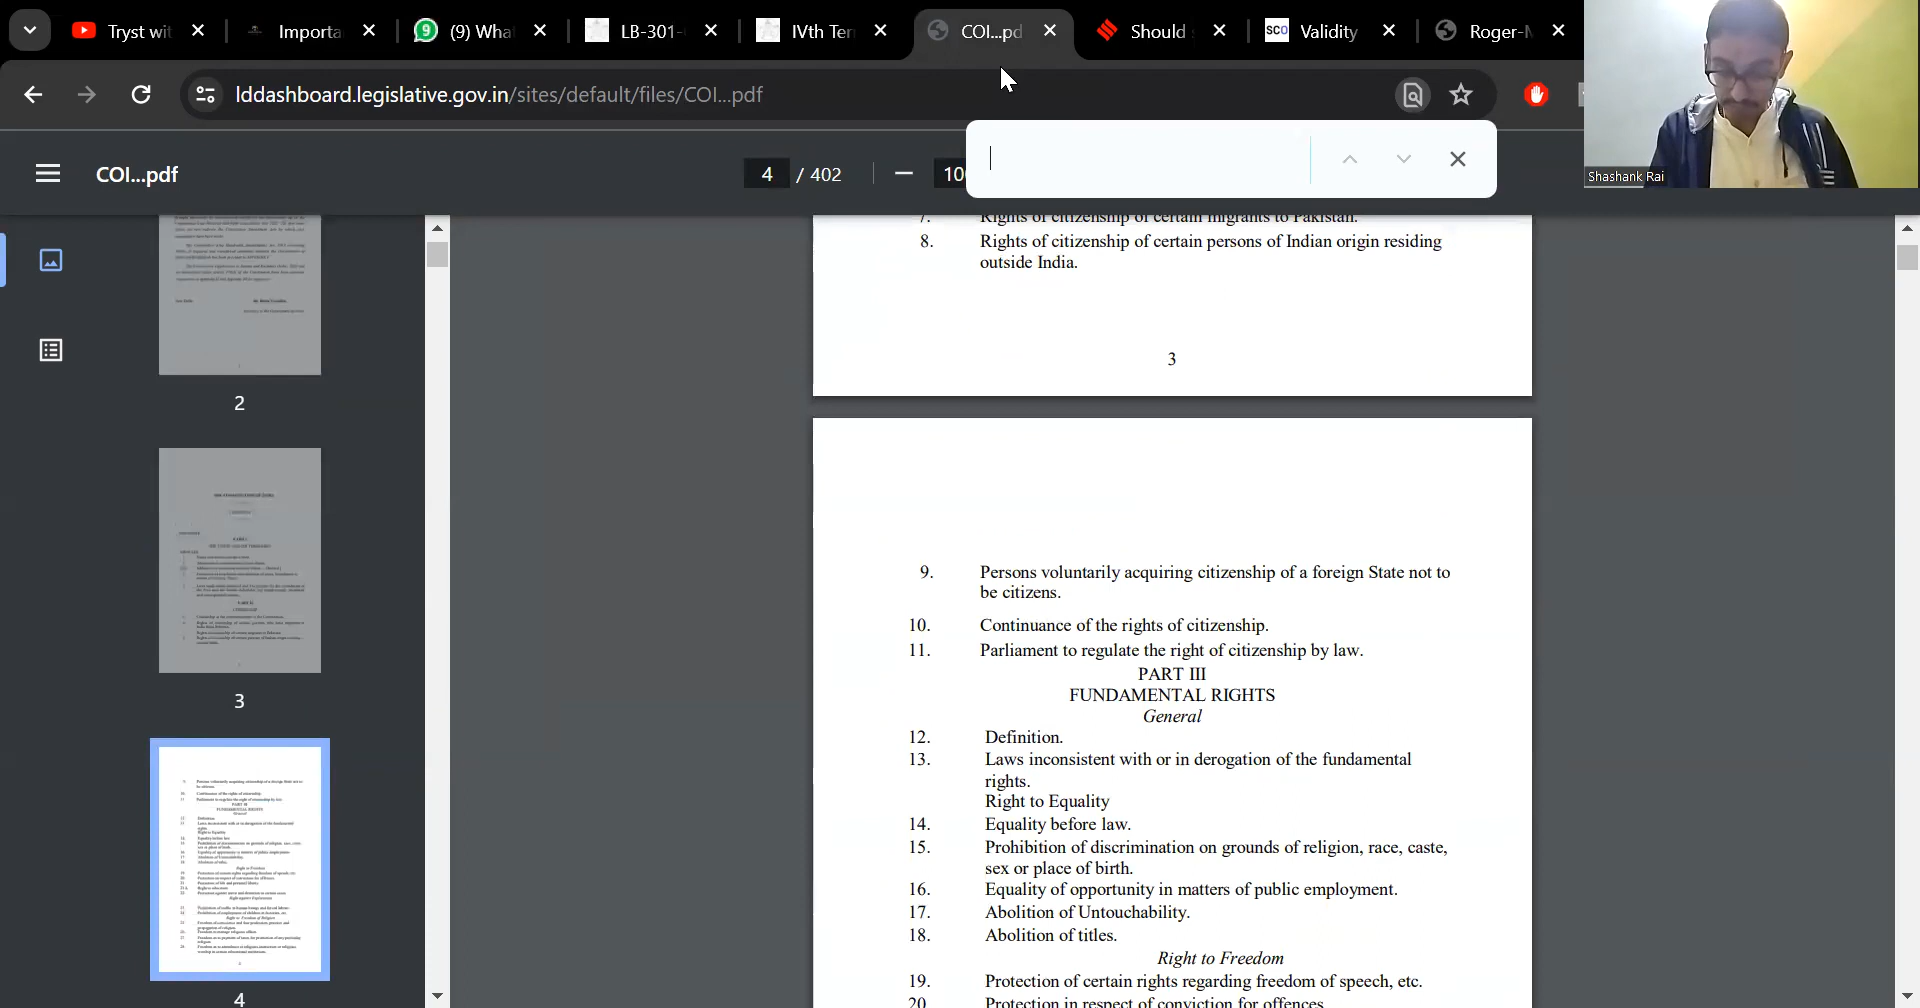 Tryst wit
Importa
(9) Wha
LB-301-
IVth Ter
COI...pd
Should
SCO Validity
Roger-M
lddashboard.legislative.gov.in/sites/default/files/COI...pdf
COI...pdf
4 / 402
10
Shashank Rai
2
3
4
7. Rights of citizenship of certain migrants to Pakistan.
8. Rights of citizenship of certain persons of Indian origin residing
outside India.
3
9. Persons voluntarily acquiring citizenship of a foreign State not to
be citizens.
10. Continuance of the rights of citizenship.
11. Parliament to regulate the right of citizenship by law.
PART III
FUNDAMENTAL RIGHTS
General
12. Definition.
13. Laws inconsistent with or in derogation of the fundamental
rights.
Right to Equality
14. Equality before law.
15. Prohibition of discrimination on grounds of religion, race, caste,
sex or place of birth.
16. Equality of opportunity in matters of public employment.
17. Abolition of Untouchability.
18. Abolition of titles.
Right to Freedom
19. Protection of certain rights regarding freedom of speech, etc.
20. Protection in respect of conviction for offences.